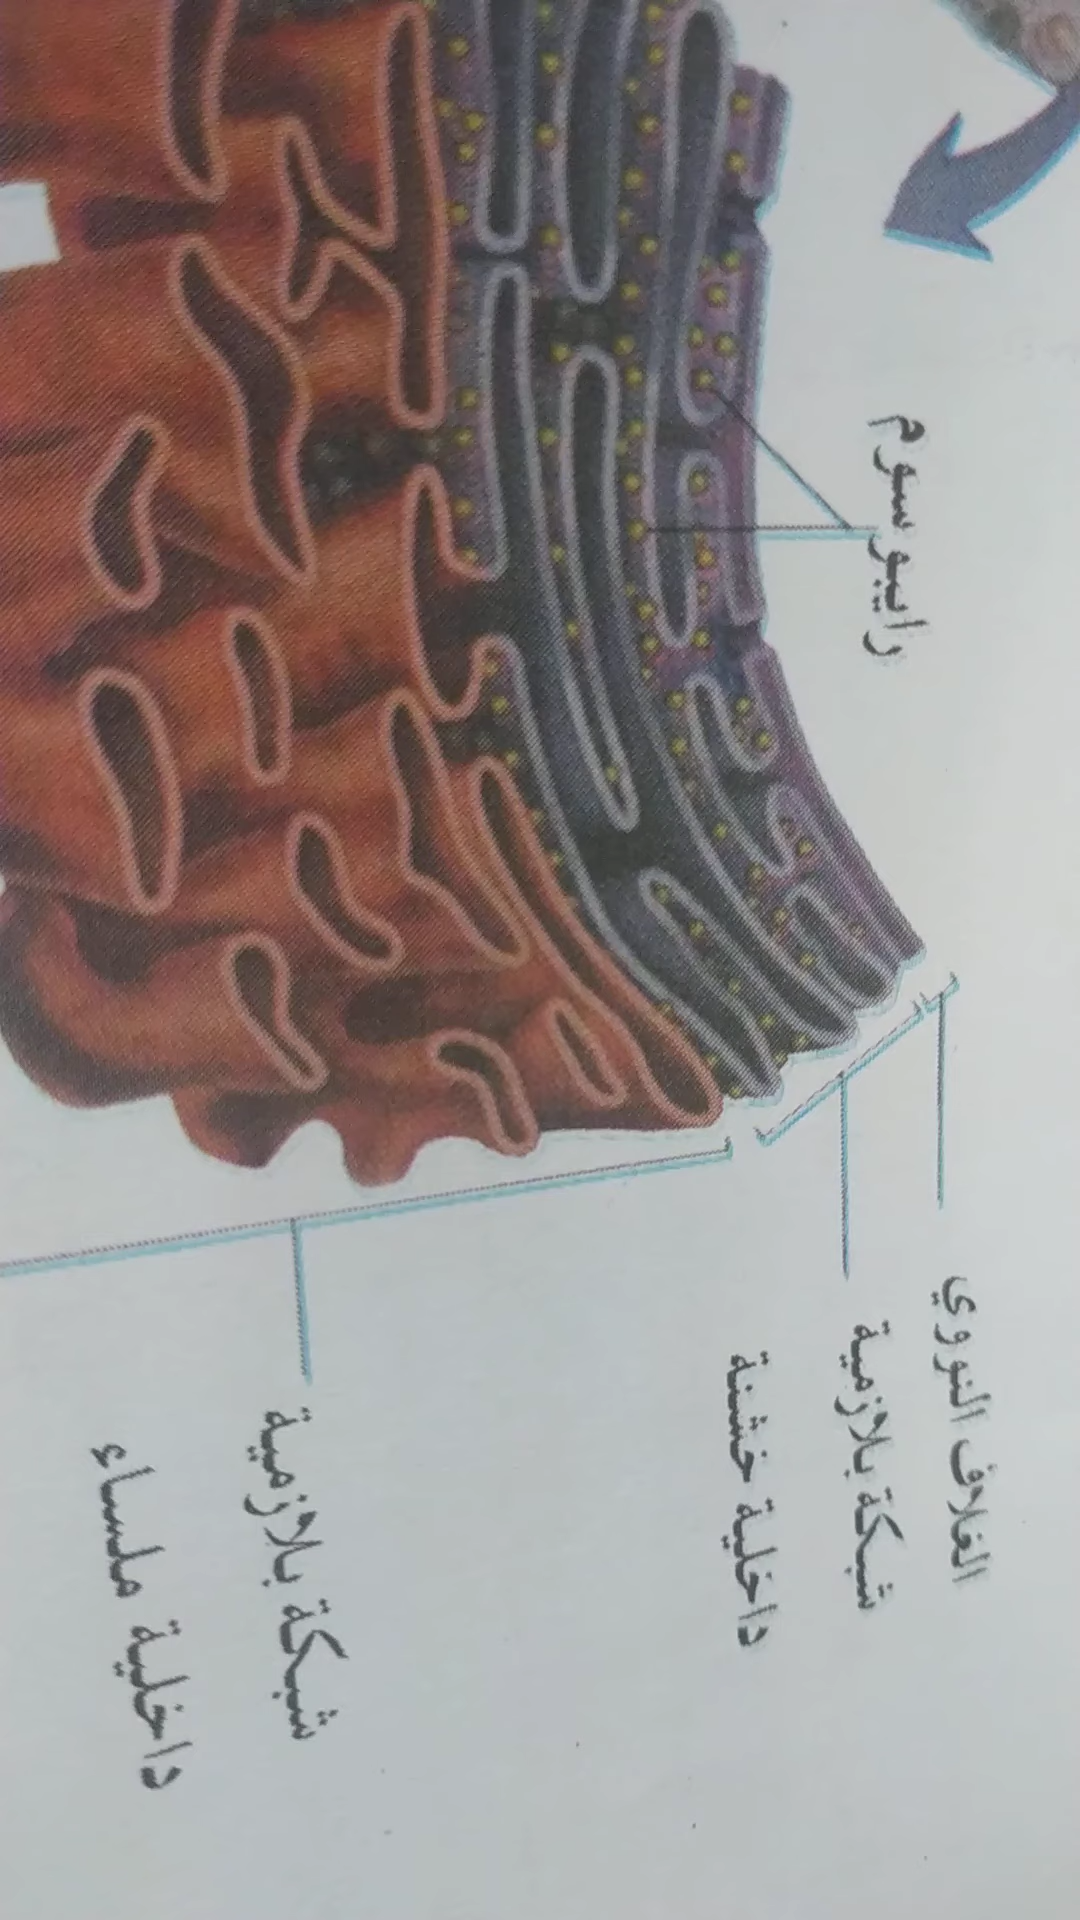 رايبوسوم
الغلاف النووي
شبكة بلازمية
داخلية خشنة
شبكة بلازمية
داخلية ملساء